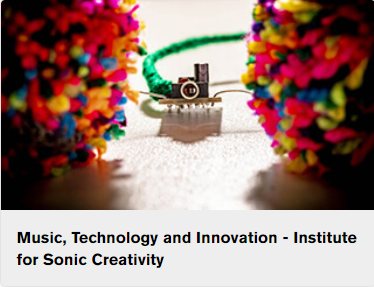 Music, Technology and Innovation - Institute
for Sonic Creativity